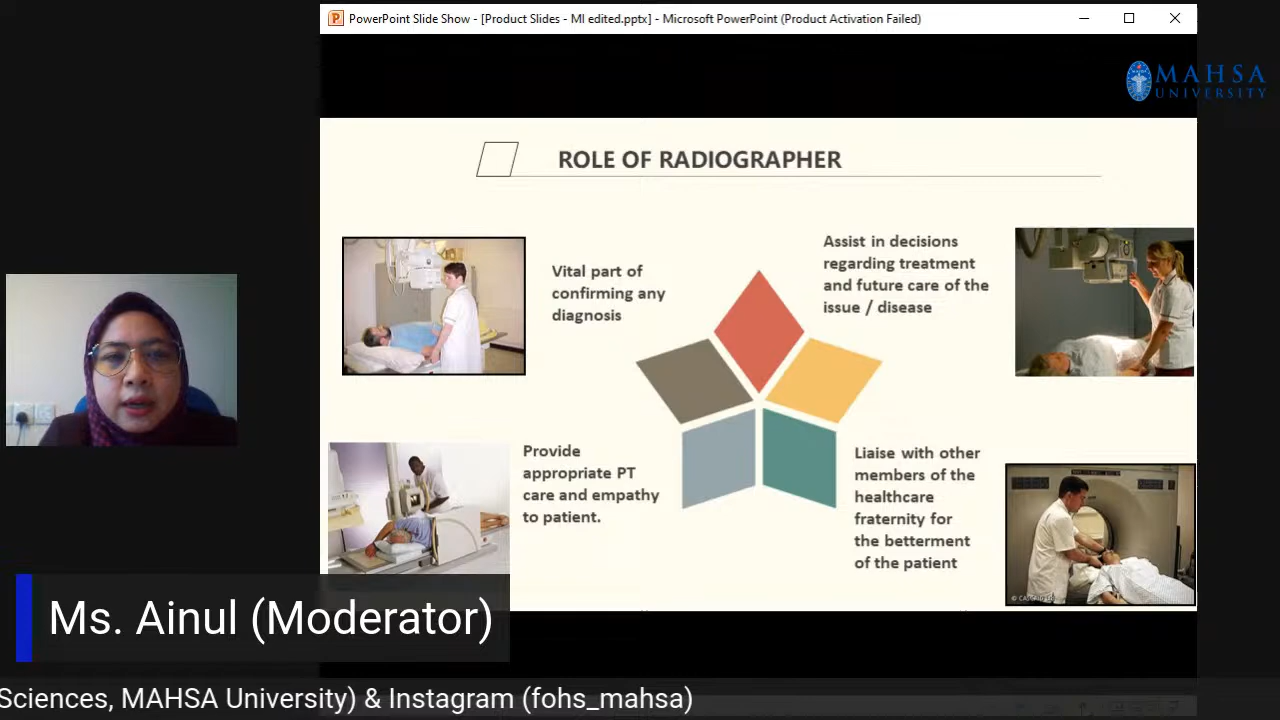 PowerPoint Slide Show - [Product Slides - MI edited.pptx] - Microsoft PowerPoint (Product Activation Failed)
MAHSA
UNIVERSITY
ROLE OF RADIOGRAPHER
Vital part of
confirming any
diagnosis
Assist in decisions
regarding treatment
and future care of the
issue / disease
Provide
appropriate PT
care and empathy
to patient.
Liaise with other
members of the
healthcare
fraternity for
the betterment
of the patient
Ms. Ainul (Moderator)
Sciences, MAHSA University) & Instagram (fohs_mahsa)